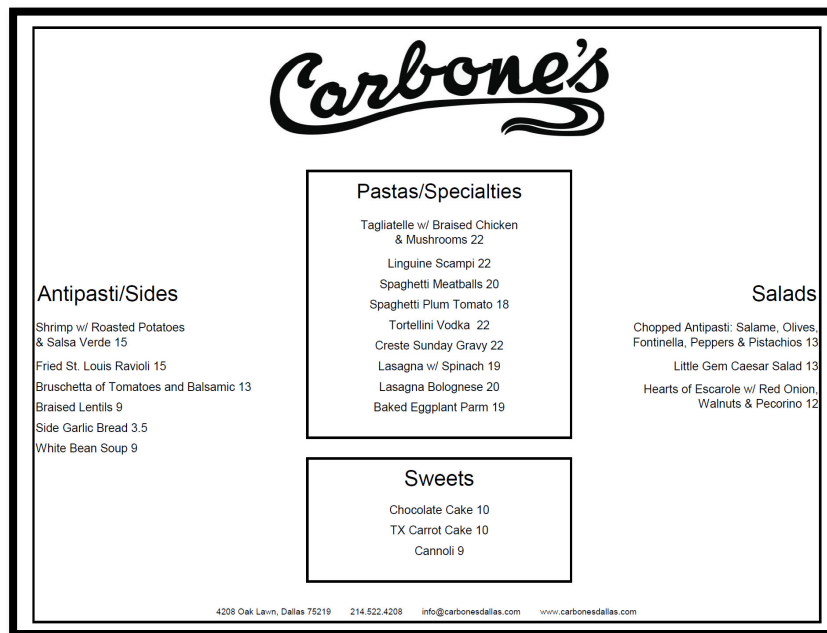 Carbone's
Pastas/Specialties
Tagliatelle w/ Braised Chicken
& Mushrooms 22
Linguine Scampi 22
Spaghetti Meatballs 20
Spaghetti Plum Tomato 18
Tortellini Vodka 22
Creste Sunday Gravy 22
Lasagna w/ Spinach 19
Lasagna Bolognese 20
Baked Eggplant Parm 19
Antipasti/Sides
Shrimp w/ Roasted Potatoes
& Salsa Verde 15
Fried St. Louis Ravioli 15
Bruschetta of Tomatoes and Balsamic 13
Braised Lentils 9
Side Garlic Bread 3.5
White Bean Soup 9
Salads
Chopped Antipasti: Salame, Olives,
Fontinella, Peppers & Pistachios 13
Little Gem Caesar Salad 13
Hearts of Escarole w/ Red Onion,
Walnuts & Pecorino 12
Sweets
Chocolate Cake 10
TX Carrot Cake 10
Cannoli 9
4208 Oak Lawn, Dallas 75219 214.522.4208 info@carbonesdallas.com www.carbonesdallas.com